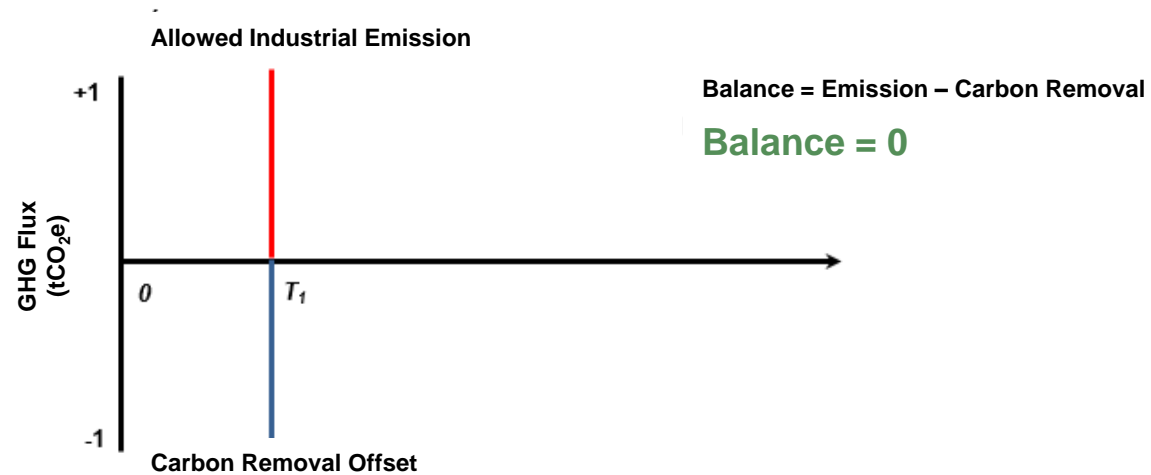 Allowed Industrial Emission
+1
Balance = Emission – Carbon Removal
Balance = 0
GHG Flux
(tCO₂e)
0
T₁
-1
Carbon Removal Offset